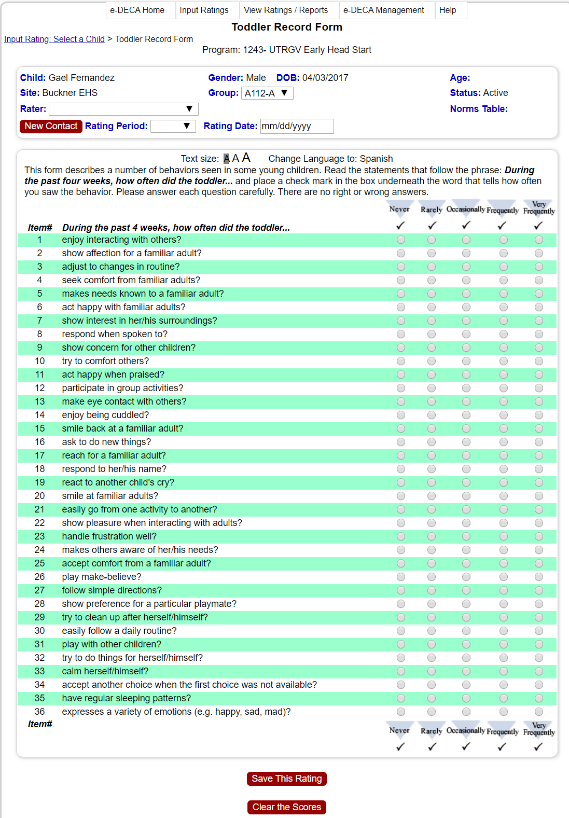 e-DECA Home Input Ratings View Ratings / Reports e-DECA Management Help
Toddler Record Form
Input Rating: Select a Child > Toddler Record Form
Program: 1243- UTRGV Early Head Start
Child: Gael Fernandez Gender: Male DOB: 04/03/2017 Age:
Site: Buckner EHS Group: A112-A Status: Active
Rater: Norms Table:
New Contact Rating Period: Rating Date: mm/dd/yyyy
Text size: A A A Change Language to: Spanish
This form describes a number of behaviors seen in some young children. Read the statements that follow the phrase: During
the past four weeks, how often did the toddler... and place a check mark in the box underneath the word that tells how often
you saw the behavior. Please answer each question carefully. There are no right or wrong answers.
Never Rarely Occasionally Frequently Very Frequently
Item# During the past 4 weeks, how often did the toddler...
1 enjoy interacting with others?
2 show affection for a familiar adult?
3 adjust to changes in routine?
4 seek comfort from familiar adults?
5 makes needs known to a familiar adult?
6 act happy with familiar adults?
7 show interest in her/his surroundings?
8 respond when spoken to?
9 show concern for other children?
10 try to comfort others?
11 act happy when praised?
12 participate in group activities?
13 make eye contact with others?
14 enjoy being cuddled?
15 smile back at a familiar adult?
16 ask to do new things?
17 reach for a familiar adult?
18 respond to her/his name?
19 react to another child's cry?
20 smile at familiar adults?
21 easily go from one activity to another?
22 show pleasure when interacting with adults?
23 handle frustration well?
24 makes others aware of her/his needs?
25 accept comfort from a familiar adult?
26 play make-believe?
27 follow simple directions?
28 show preference for a particular playmate?
29 try to clean up after herself/himself?
30 easily follow a daily routine?
31 play with other children?
32 try to do things for herself/himself?
33 calm herself/himself?
34 accept another choice when the first choice was not available?
35 have regular sleeping patterns?
36 expresses a variety of emotions (e.g. happy, sad, mad)?
Item#
Never Rarely Occasionally Frequently Very Frequently
Save This Rating
Clear the Scores